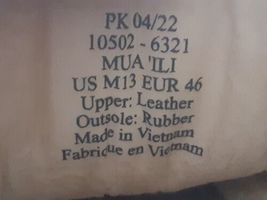 PK 04/22
10502 - 6321
MUA 'ILI
US M13 EUR 46
Upper: Leather
Outsole: Rubber
Made in Vietnam
Fabrique en Vietnam